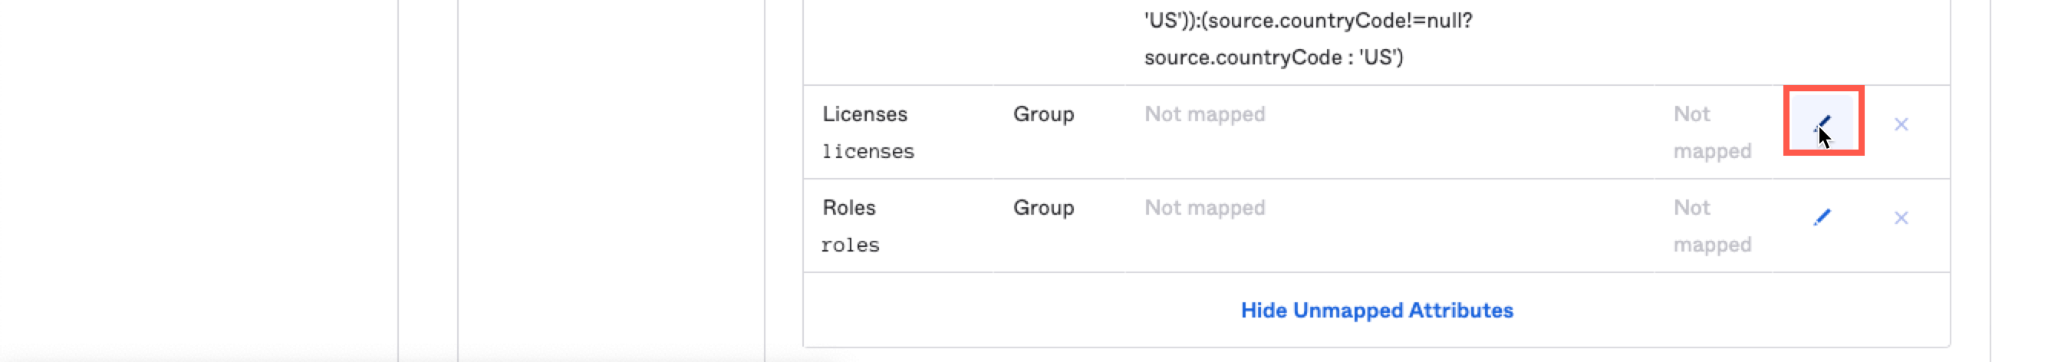 'US')):(source.countryCode!=null?
source.countryCode : 'US')
Licenses Group Not mapped Not
licenses mapped
Roles Group Not mapped Not
roles mapped
Hide Unmapped Attributes